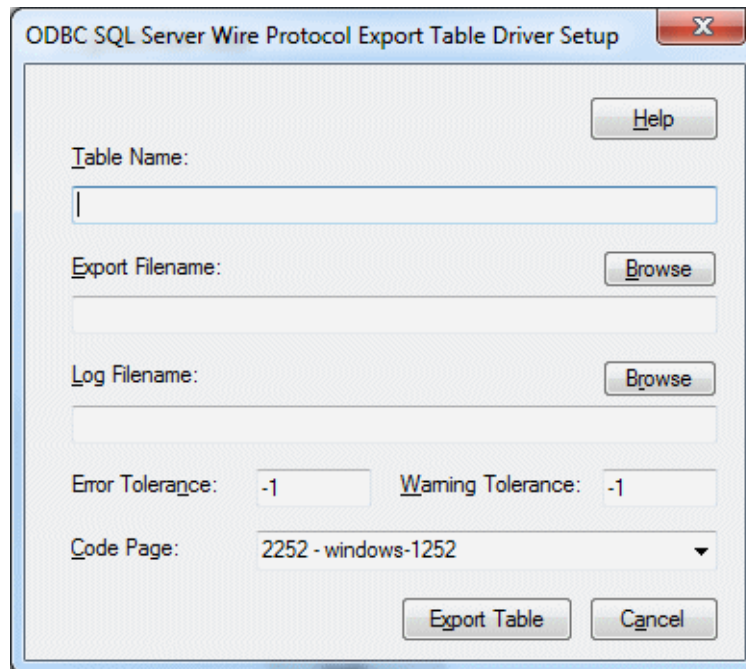 ODBC SQL Server Wire Protocol Export Table Driver Setup
Help
Table Name:
Export Filename:
Browse
Log Filename:
Browse
Error Tolerance: -1 Warning Tolerance: -1
Code Page: 2252 - windows-1252
Export Table Cancel